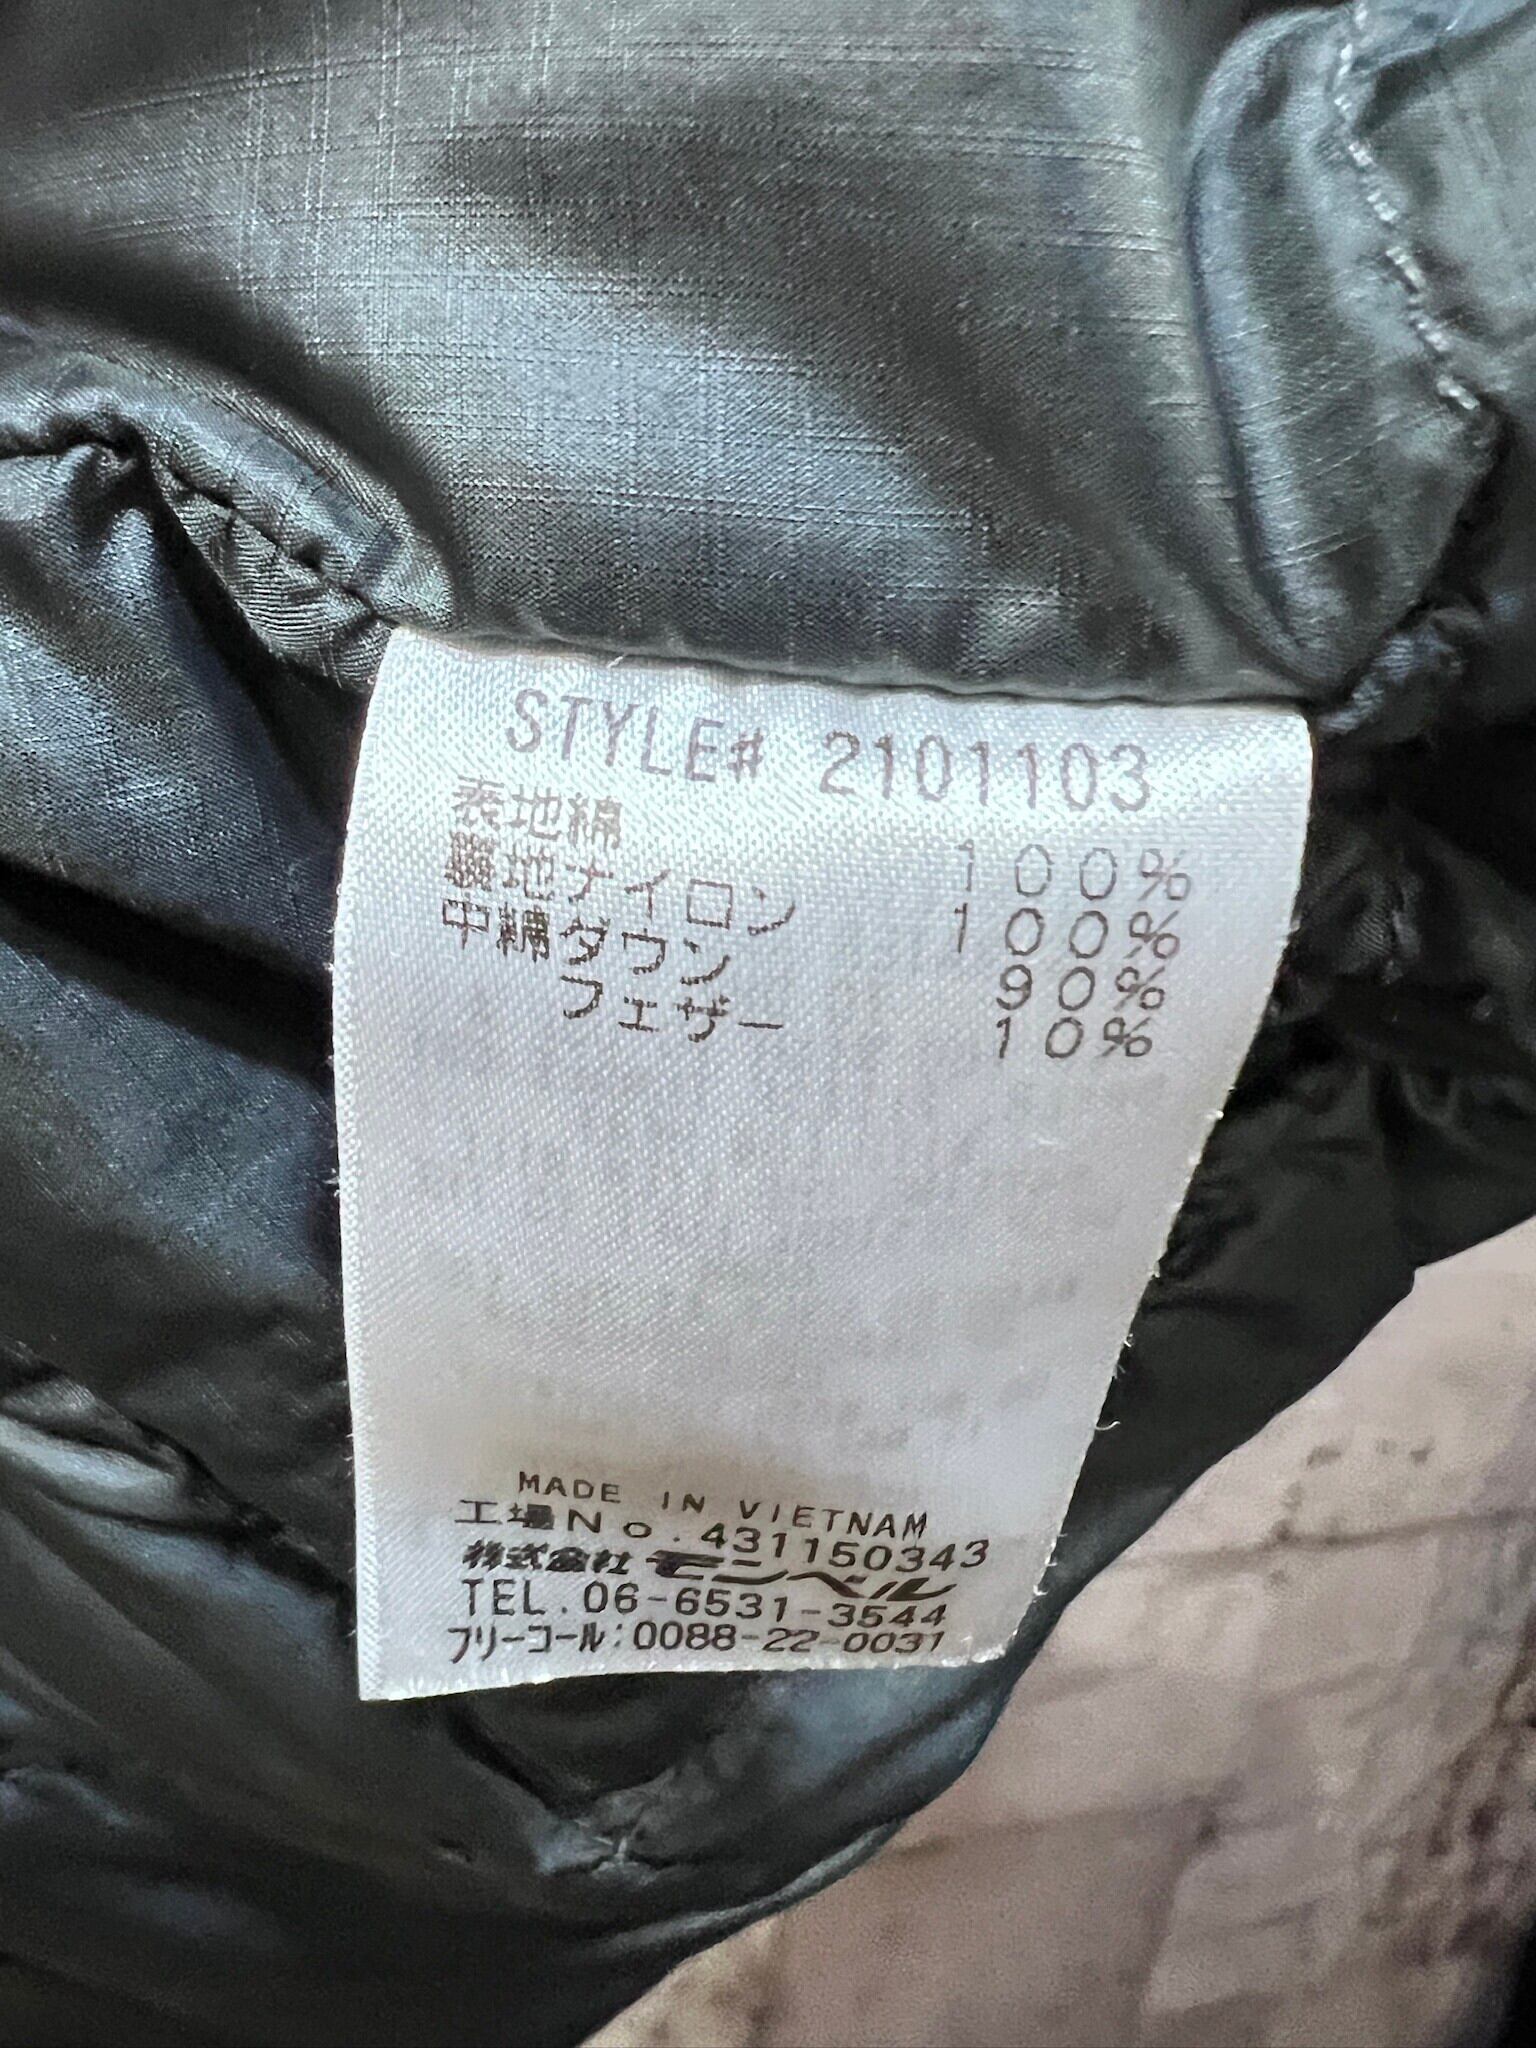 STYLE# 2101103
表地綿 100%
裏地ナイロン 100%
中綿ダウン 90%
フェザー 10%
MADE IN VIETNAM
工場No.431150343
株式会社モンベル
TEL.06-6531-3544
フリーコール:0088-22-0031